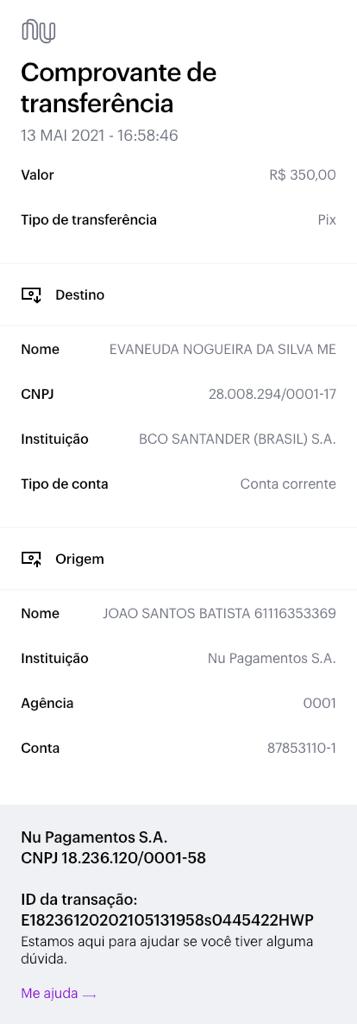 nu
Comprovante de
transferência
13 MAI 2021 - 16:58:46
Valor R$ 350,00
Tipo de transferência Pix
Destino
Nome EVANEUDA NOGUEIRA DA SILVA ME
CNPJ 28.008.294/0001-17
Instituição BCO SANTANDER (BRASIL) S.A.
Tipo de conta Conta corrente
Origem
Nome JOAO SANTOS BATISTA 61116353369
Instituição Nu Pagamentos S.A.
Agência 0001
Conta 87853110-1
Nu Pagamentos S.A.
CNPJ 18.236.120/0001-58
ID da transação:
E18236120202105131958s0445422HWP
Estamos aqui para ajudar se você tiver alguma
dúvida.
Me ajuda →